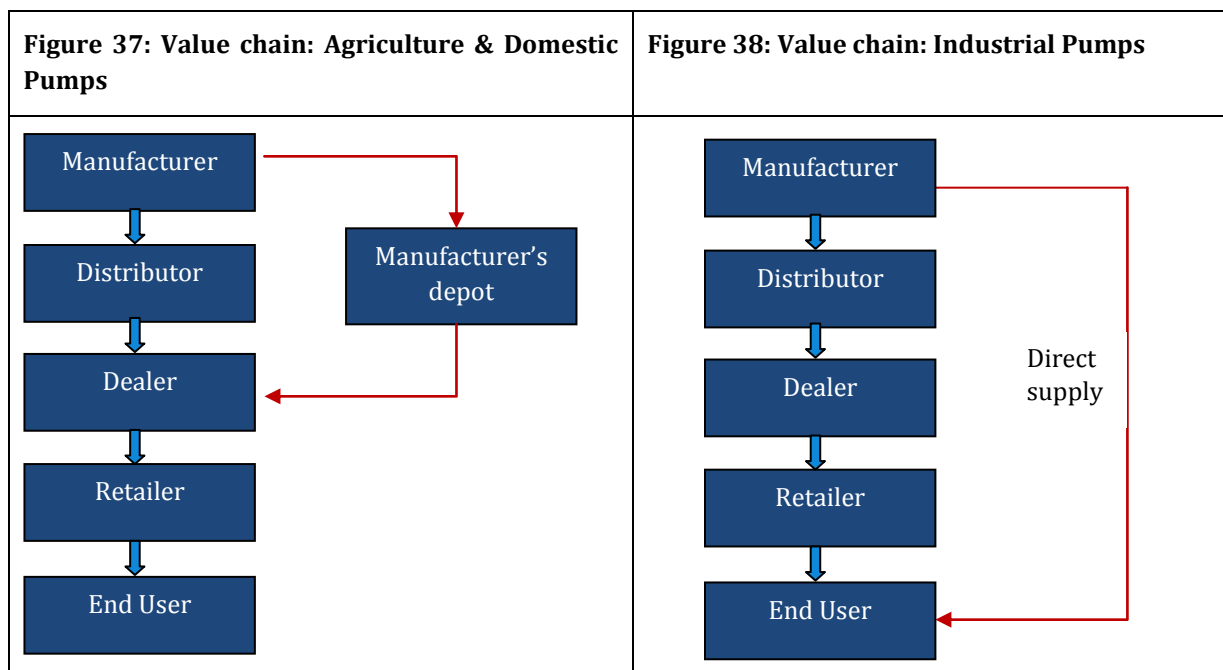 Figure 37: Value chain: Agriculture & Domestic
Pumps
Manufacturer
Manufacturer’s
depot
Distributor
Dealer
Retailer
End User
Figure 38: Value chain: Industrial Pumps
Manufacturer
Distributor
Direct
supply
Dealer
Retailer
End User